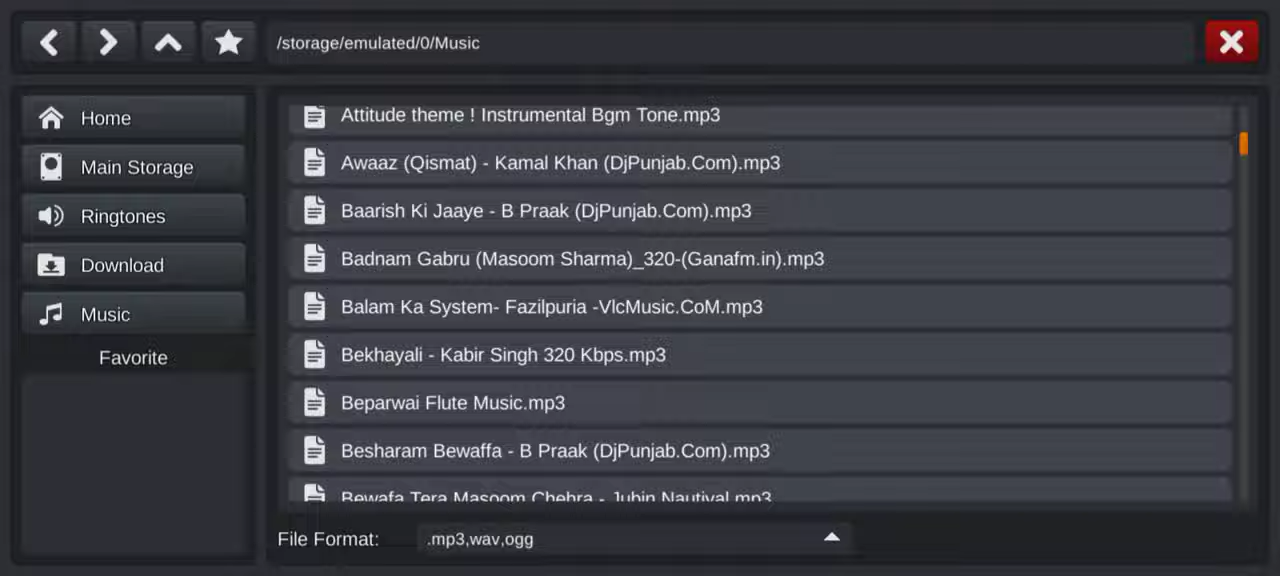 /storage/emulated/0/Music
Home
Main Storage
Ringtones
Download
Music
Favorite
Attitude theme ! Instrumental Bgm Tone.mp3
Awaaz (Qismat) - Kamal Khan (DjPunjab.Com).mp3
Baarish Ki Jaaye - B Praak (DjPunjab.Com).mp3
Badnam Gabru (Masoom Sharma)_320-(Ganafm.in).mp3
Balam Ka System- Fazilpuria -VlcMusic.CoM.mp3
Bekhayali - Kabir Singh 320 Kbps.mp3
Beparwai Flute Music.mp3
Besharam Bewaffa - B Praak (DjPunjab.Com).mp3
Bewafa Tera Masoom Chehra - Jubin Nautiyal.mp3
File Format:
.mp3,wav,ogg